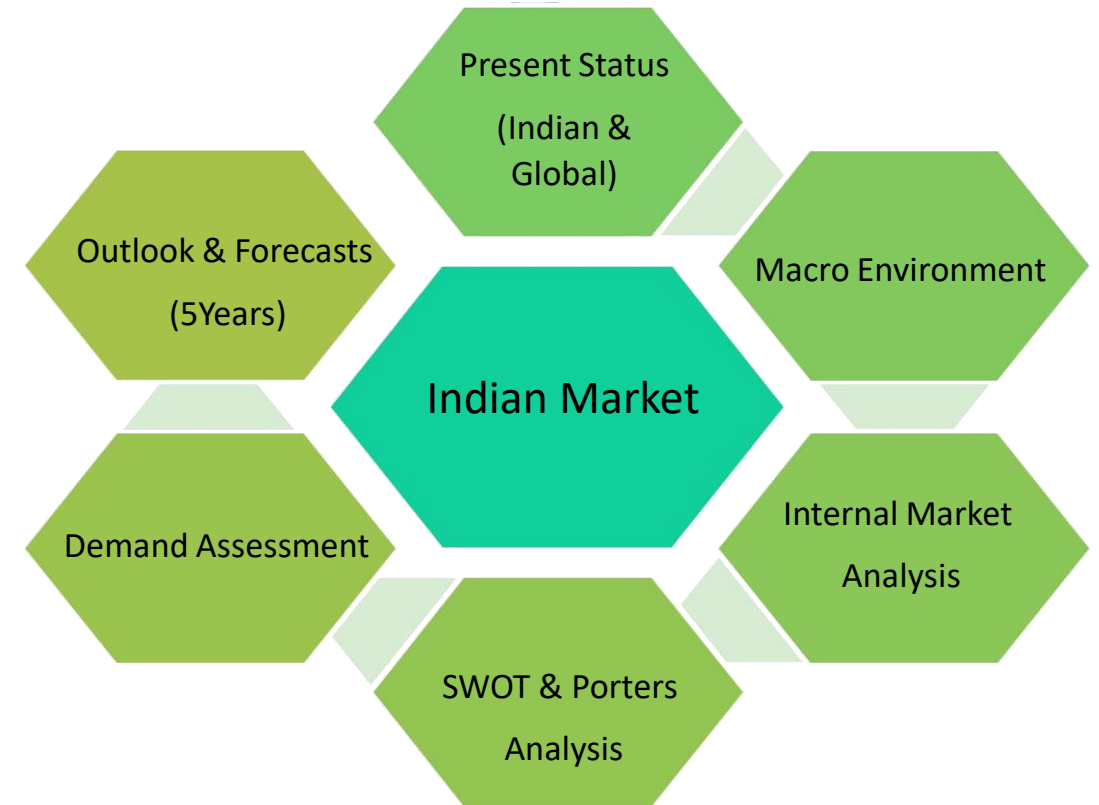 Present Status
(Indian &
Global)
Macro Environment
Internal Market
Analysis
SWOT & Porters
Analysis
Demand Assessment
Outlook & Forecasts
(5Years)
Indian Market